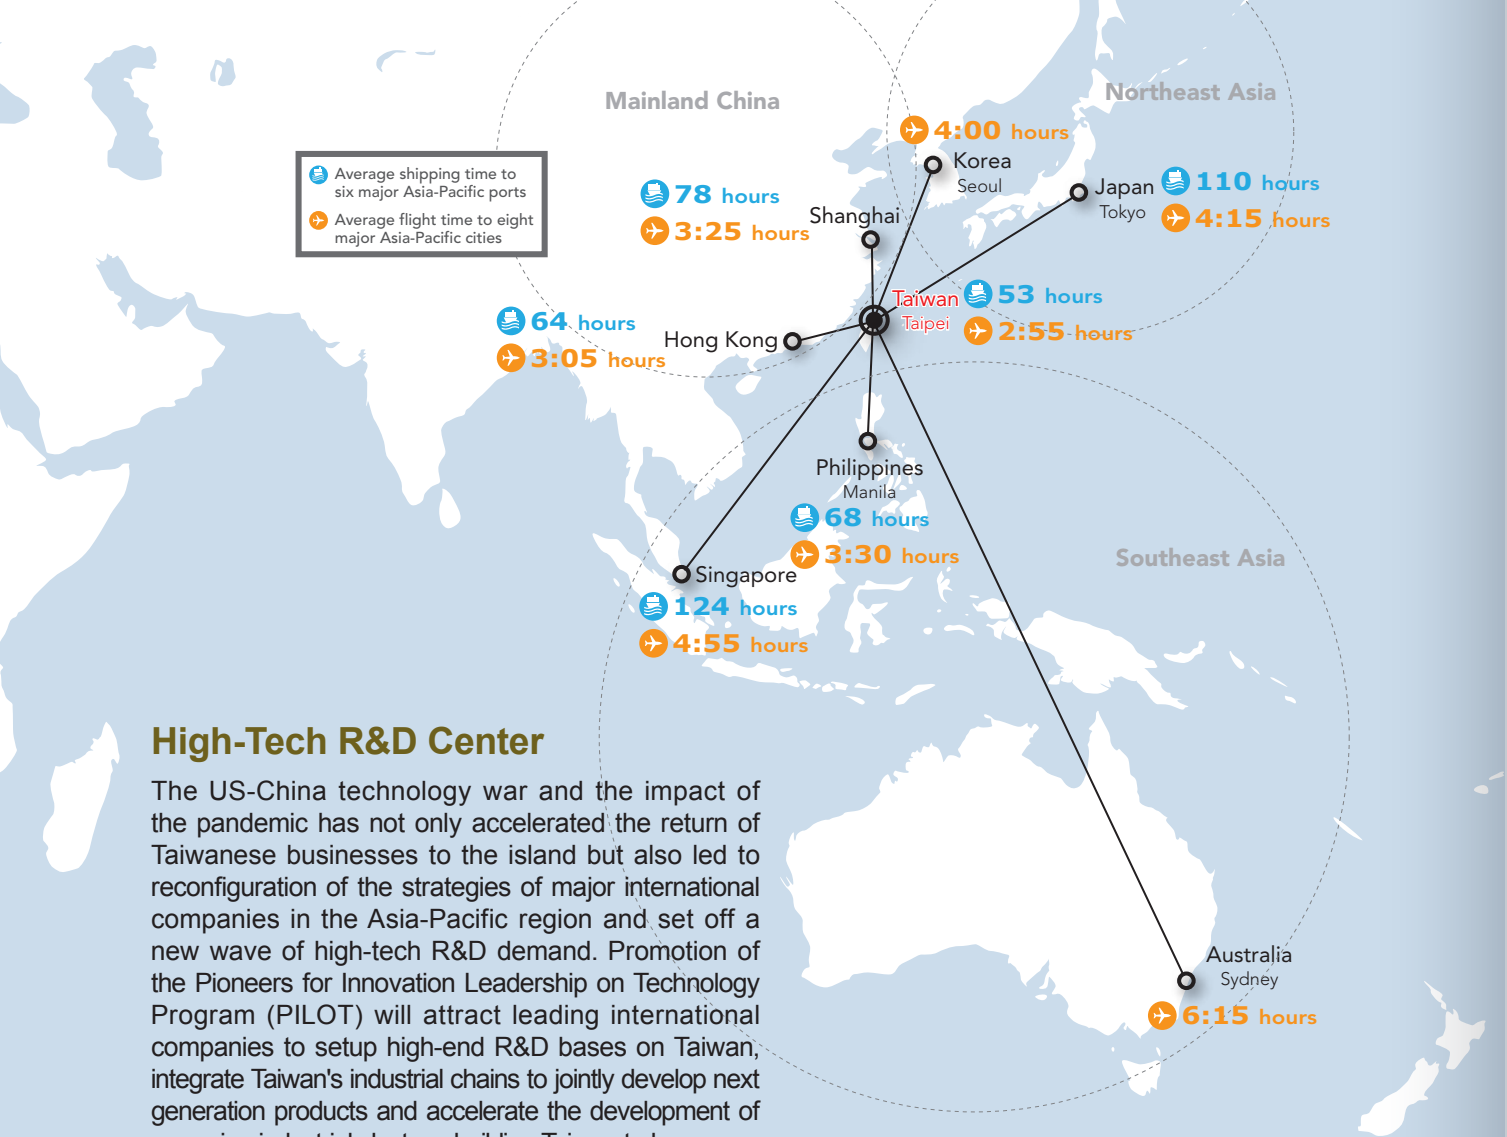 Mainland China
Northeast Asia
4:00 hours
Korea
Seoul
Average shipping time to
six major Asia-Pacific ports
Average flight time to eight
major Asia-Pacific cities
78 hours
3:25 hours
Shanghai
Japan
Tokyo
110 hours
4:15 hours
Taiwan
Taipei
53 hours
2:55 hours
64 hours
3:05 hours
Hong Kong
Philippines
Manila
68 hours
3:30 hours
Southeast Asia
Singapore
124 hours
4:55 hours
High-Tech R&D Center
The US-China technology war and the impact of
the pandemic has not only accelerated the return of
Taiwanese businesses to the island but also led to
reconfiguration of the strategies of major international
companies in the Asia-Pacific region and set off a
new wave of high-tech R&D demand. Promotion of
the Pioneers for Innovation Leadership on Technology
Program (PILOT) will attract leading international
companies to setup high-end R&D bases on Taiwan,
integrate Taiwan's industrial chains to jointly develop next
generation products and accelerate the development of
Australia
Sydney
6:15 hours